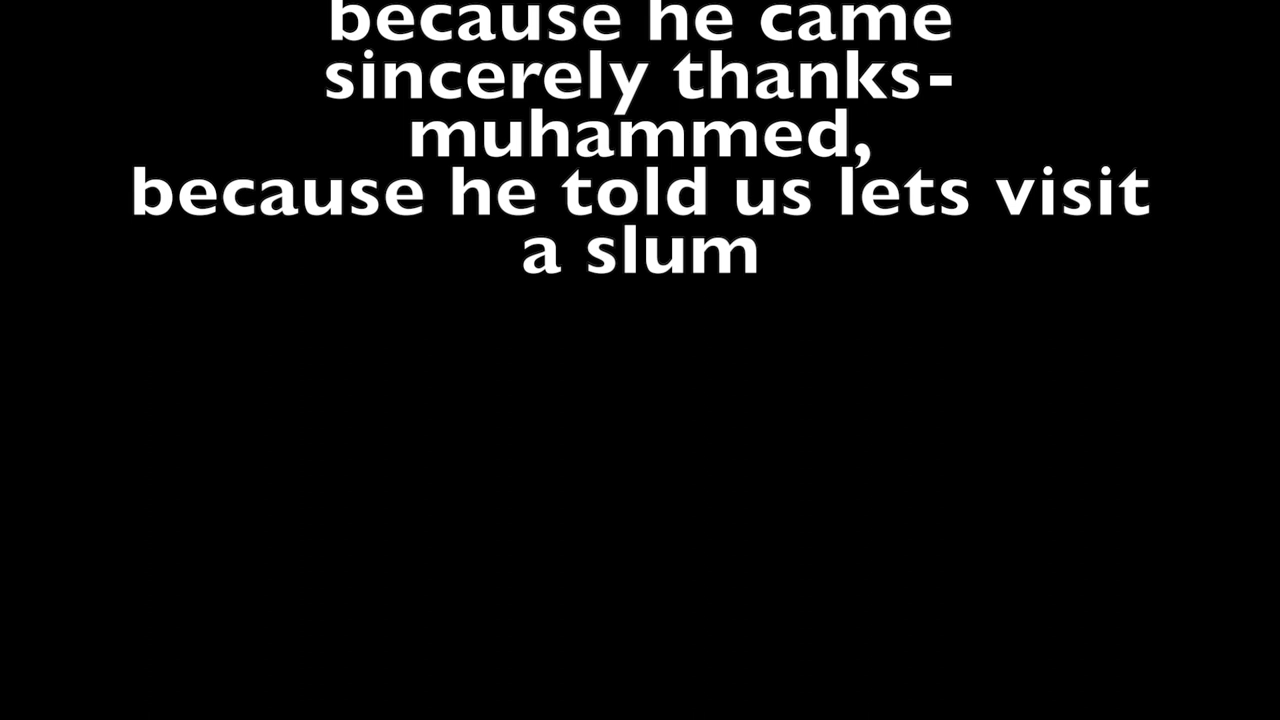 because he came
sincerely thanks-
muhammed,
because he told us lets visit
a slum